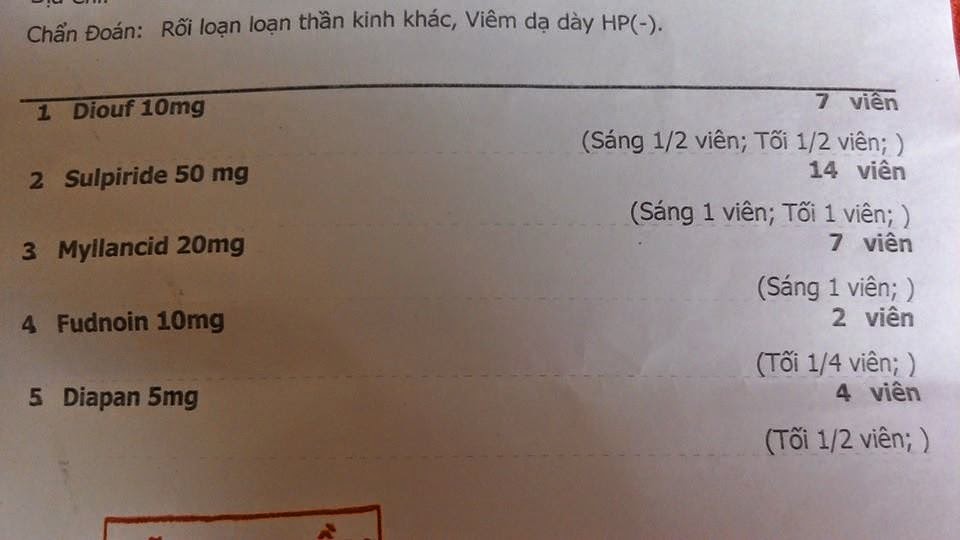 Chẩn Đoán: Rối loạn loạn thần kinh khác, Viêm dạ dày HP(-).
1 Diouf 10mg 7 viên
(Sáng 1/2 viên; Tối 1/2 viên; )
2 Sulpiride 50 mg 14 viên
(Sáng 1 viên; Tối 1 viên; )
3 Myllancid 20mg 7 viên
(Sáng 1 viên; )
4 Fudnoin 10mg 2 viên
(Tối 1/4 viên; )
5 Diapan 5mg 4 viên
(Tối 1/2 viên; )